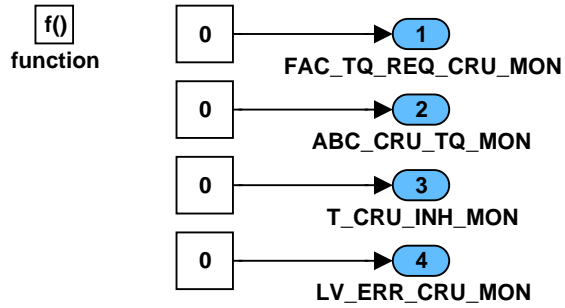 f()
function
0
1
FAC_TQ_REQ_CRU_MON
0
2
ABC_CRU_TQ_MON
0
3
T_CRU_INH_MON
0
4
LV_ERR_CRU_MON